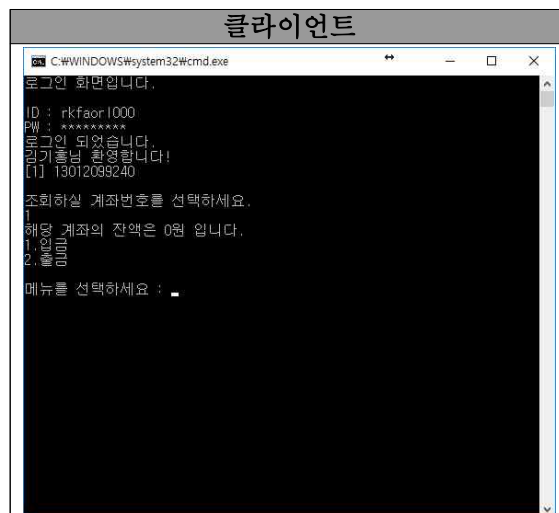 클라이언트
C:₩WINDOWS₩system32₩cmd.exe
로그인 화면입니다.
ID : rkfaorl000
PW : *********
로그인 되었습니다.
김기홍님 환영합니다!
[1] 13012099240
조회하실 계좌번호를 선택하세요.
1
해당 계좌의 잔액은 0원 입니다.
1.입금
2.출금
메뉴를 선택하세요 :